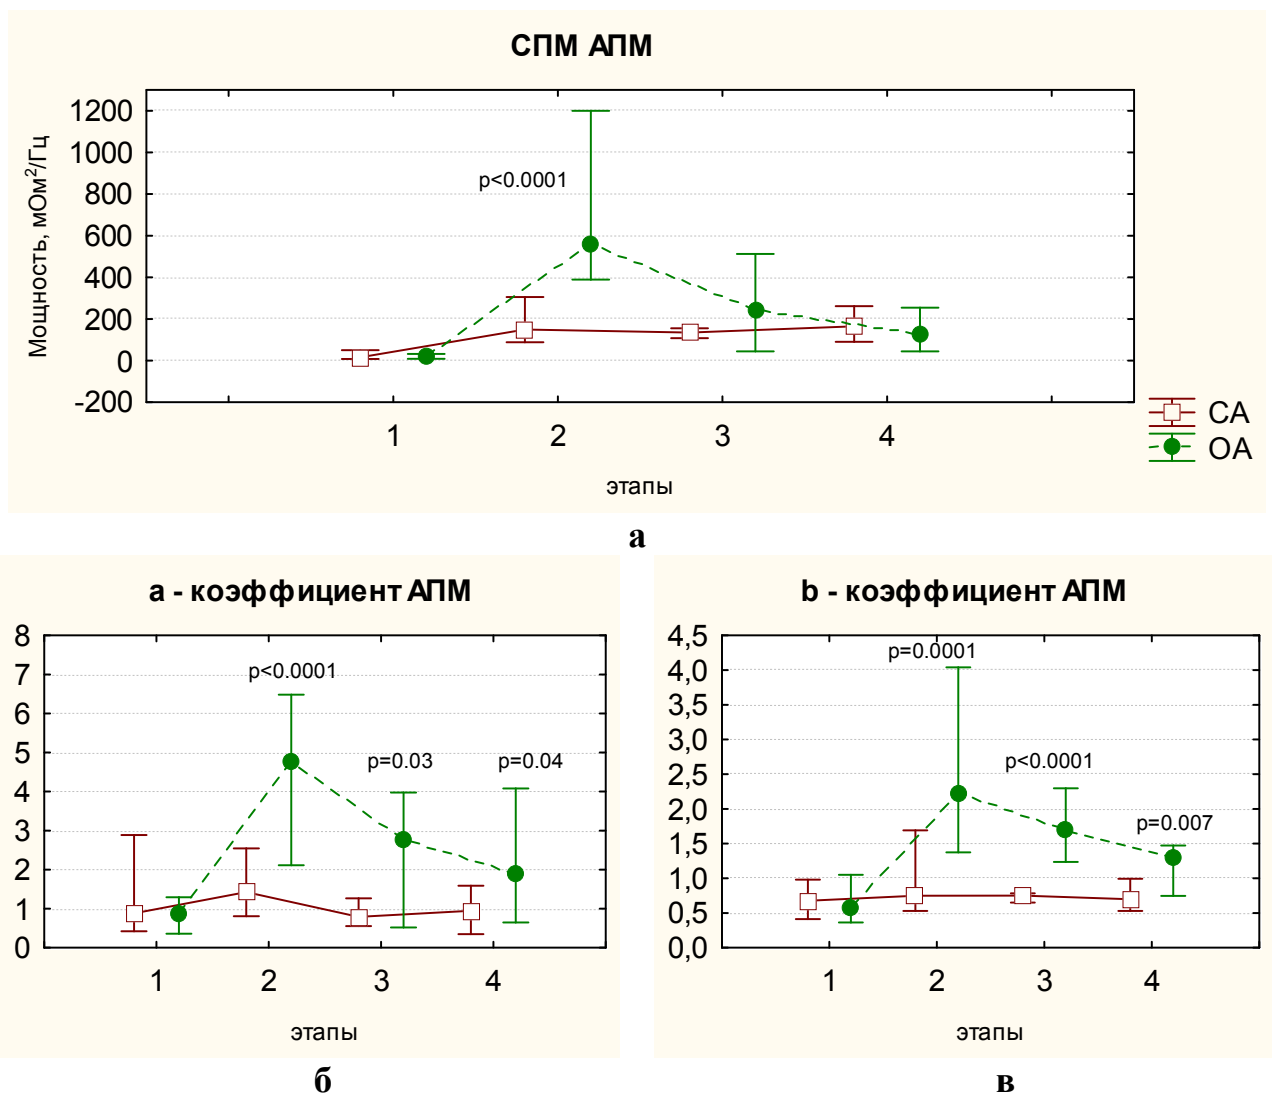 СПМ АПМ
Мощность, мОм²/Гц
1200
1000
800
600
400
200
0
-200
p<0.0001
1 2 3 4
этапы
СА
ОА
а
a - коэффициент АПМ
8
7
6
5
4
3
2
1
0
p<0.0001
p=0.03
p=0.04
1 2 3 4
этапы
б
b - коэффициент АПМ
4,5
4,0
3,5
3,0
2,5
2,0
1,5
1,0
0,5
0,0
p=0.0001
p<0.0001
p=0.007
1 2 3 4
этапы
в